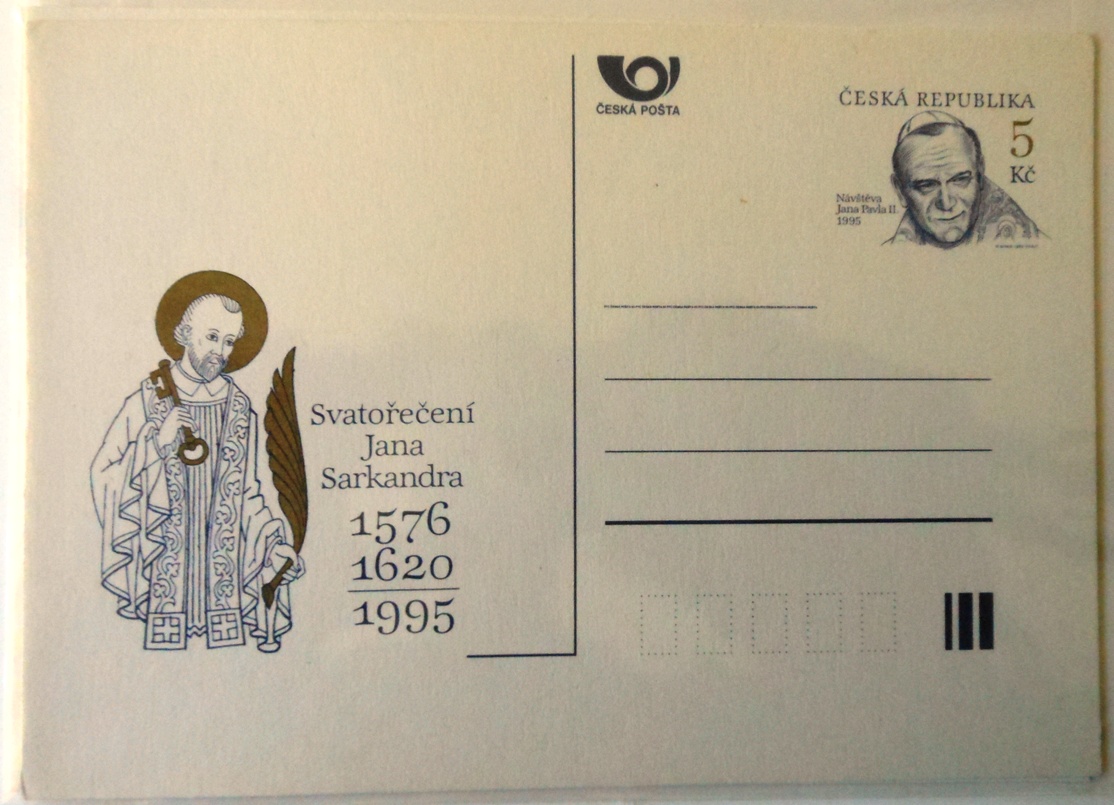 Svatořečení
Jana
Sarkandra
1576
1620
1995
ČESKÁ POŠTA
ČESKÁ REPUBLIKA
5
Kč
Návštěva
Jana Pavla II.
1995